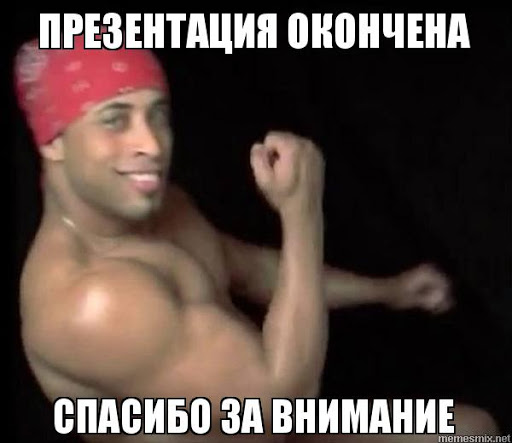 ПРЕЗЕНТАЦИЯ ОКОНЧЕНА
СПАСИБО ЗА ВНИМАНИЕ
memesmix.net